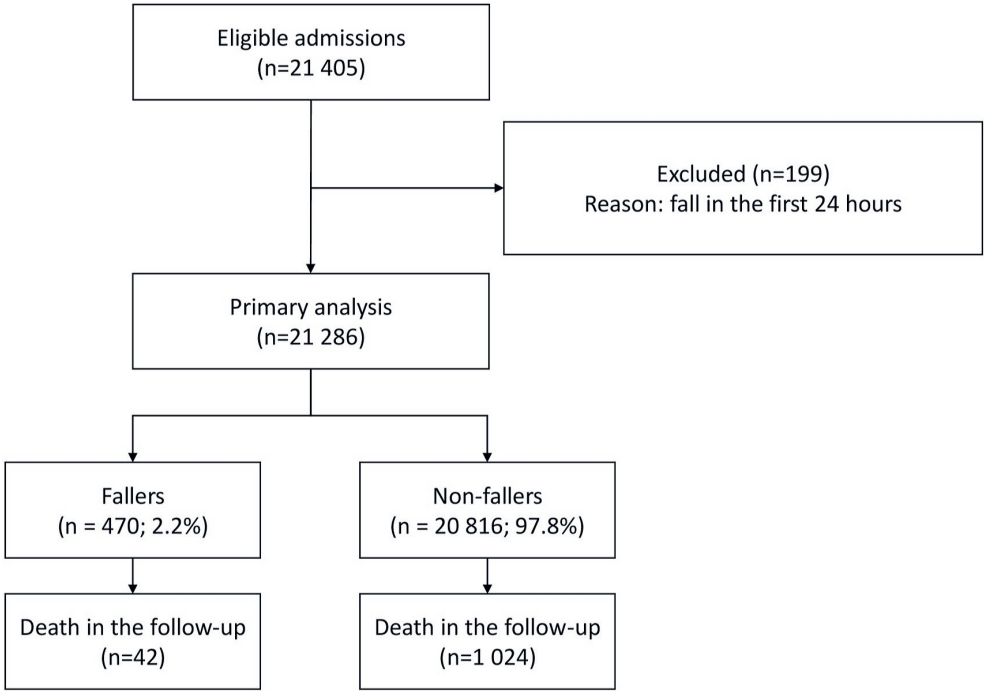 Eligible admissions
(n=21 405)
Excluded (n=199)
Reason: fall in the first 24 hours
Primary analysis
(n=21 286)
Fallers
(n = 470; 2.2%)
Non-fallers
(n = 20 816; 97.8%)
Death in the follow-up
(n=42)
Death in the follow-up
(n=1 024)